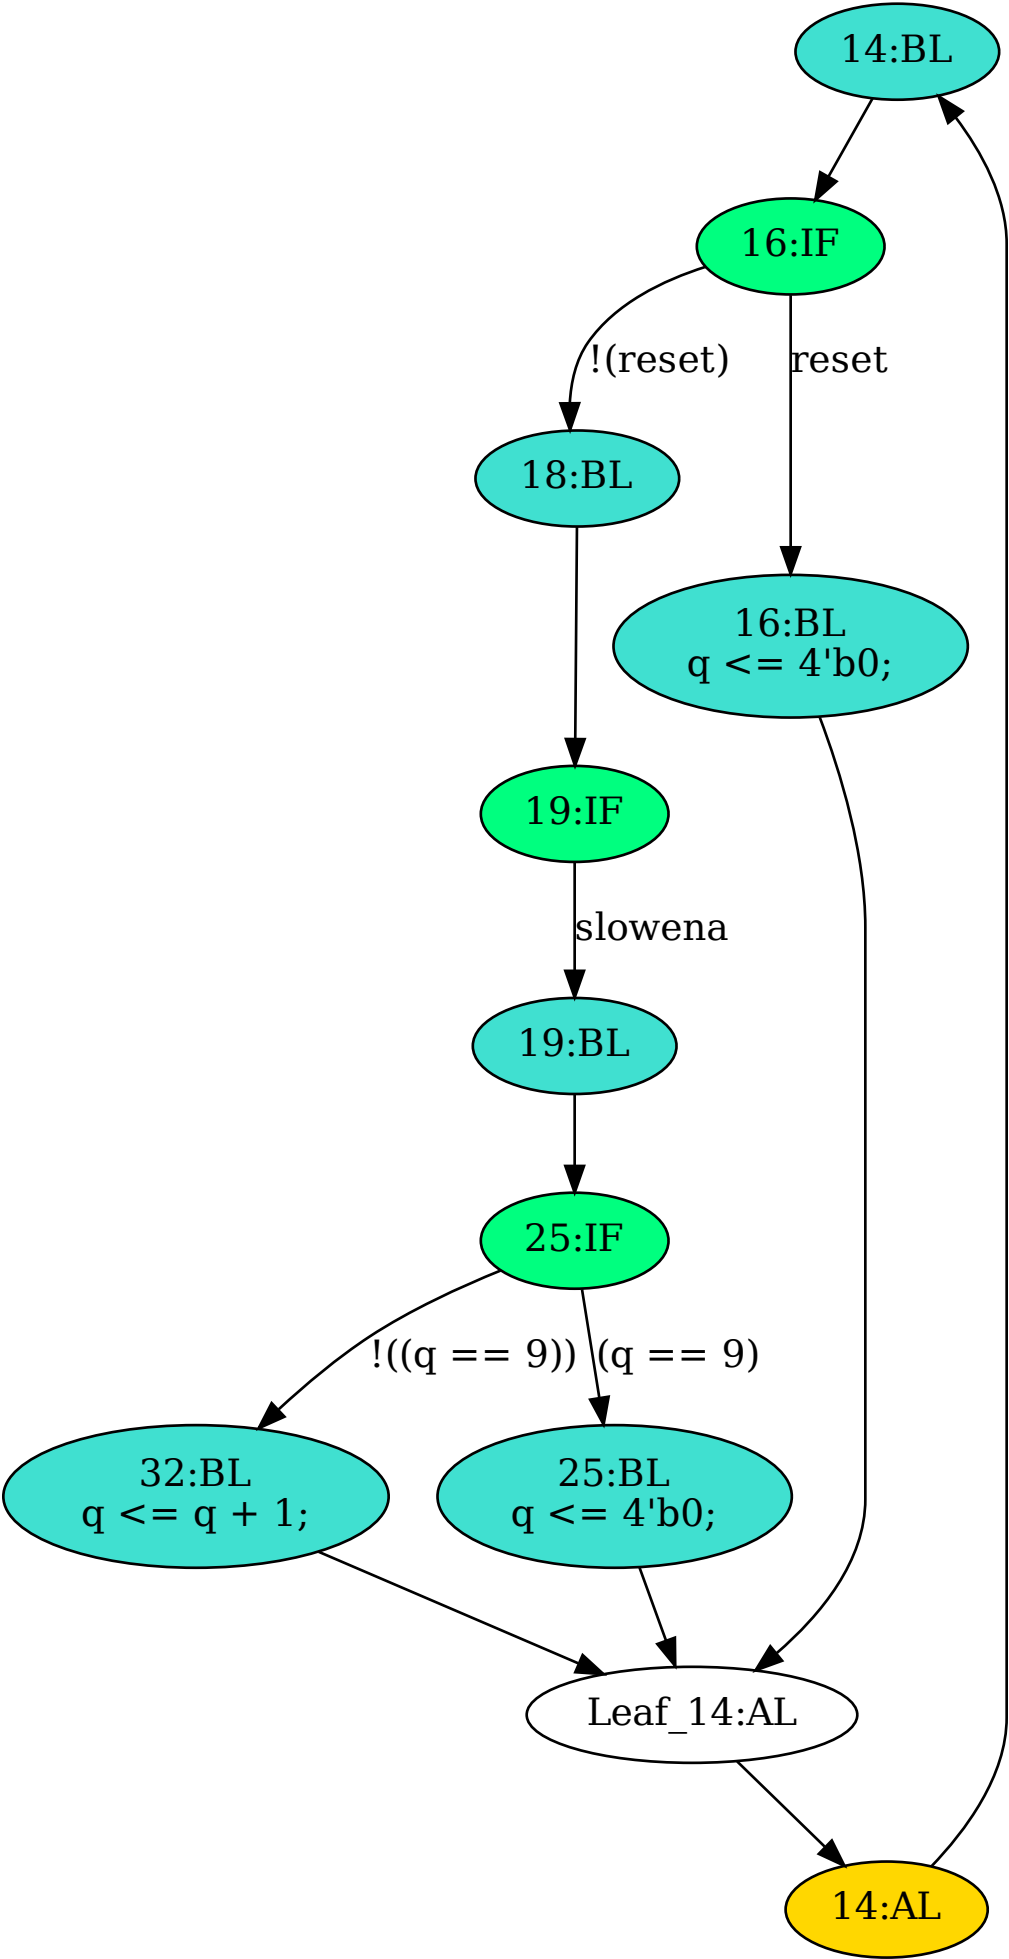 14:BL
16:IF
!(reset)
reset
18:BL
16:BL
q <= 4'b0;
19:IF
slowena
19:BL
25:IF
!((q == 9))
(q == 9)
32:BL
q <= q + 1;
25:BL
q <= 4'b0;
Leaf_14:AL
14:AL